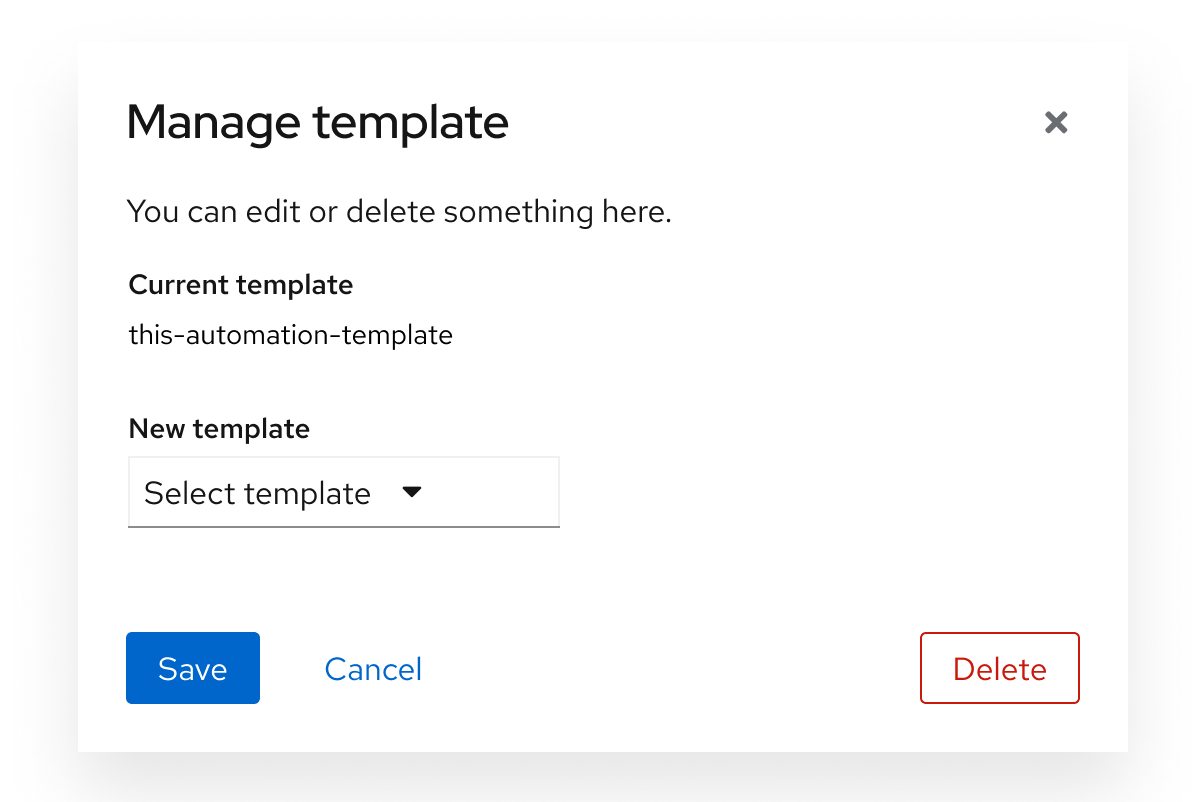 Manage template
You can edit or delete something here.
Current template
this-automation-template
New template
Select template
Save Cancel Delete